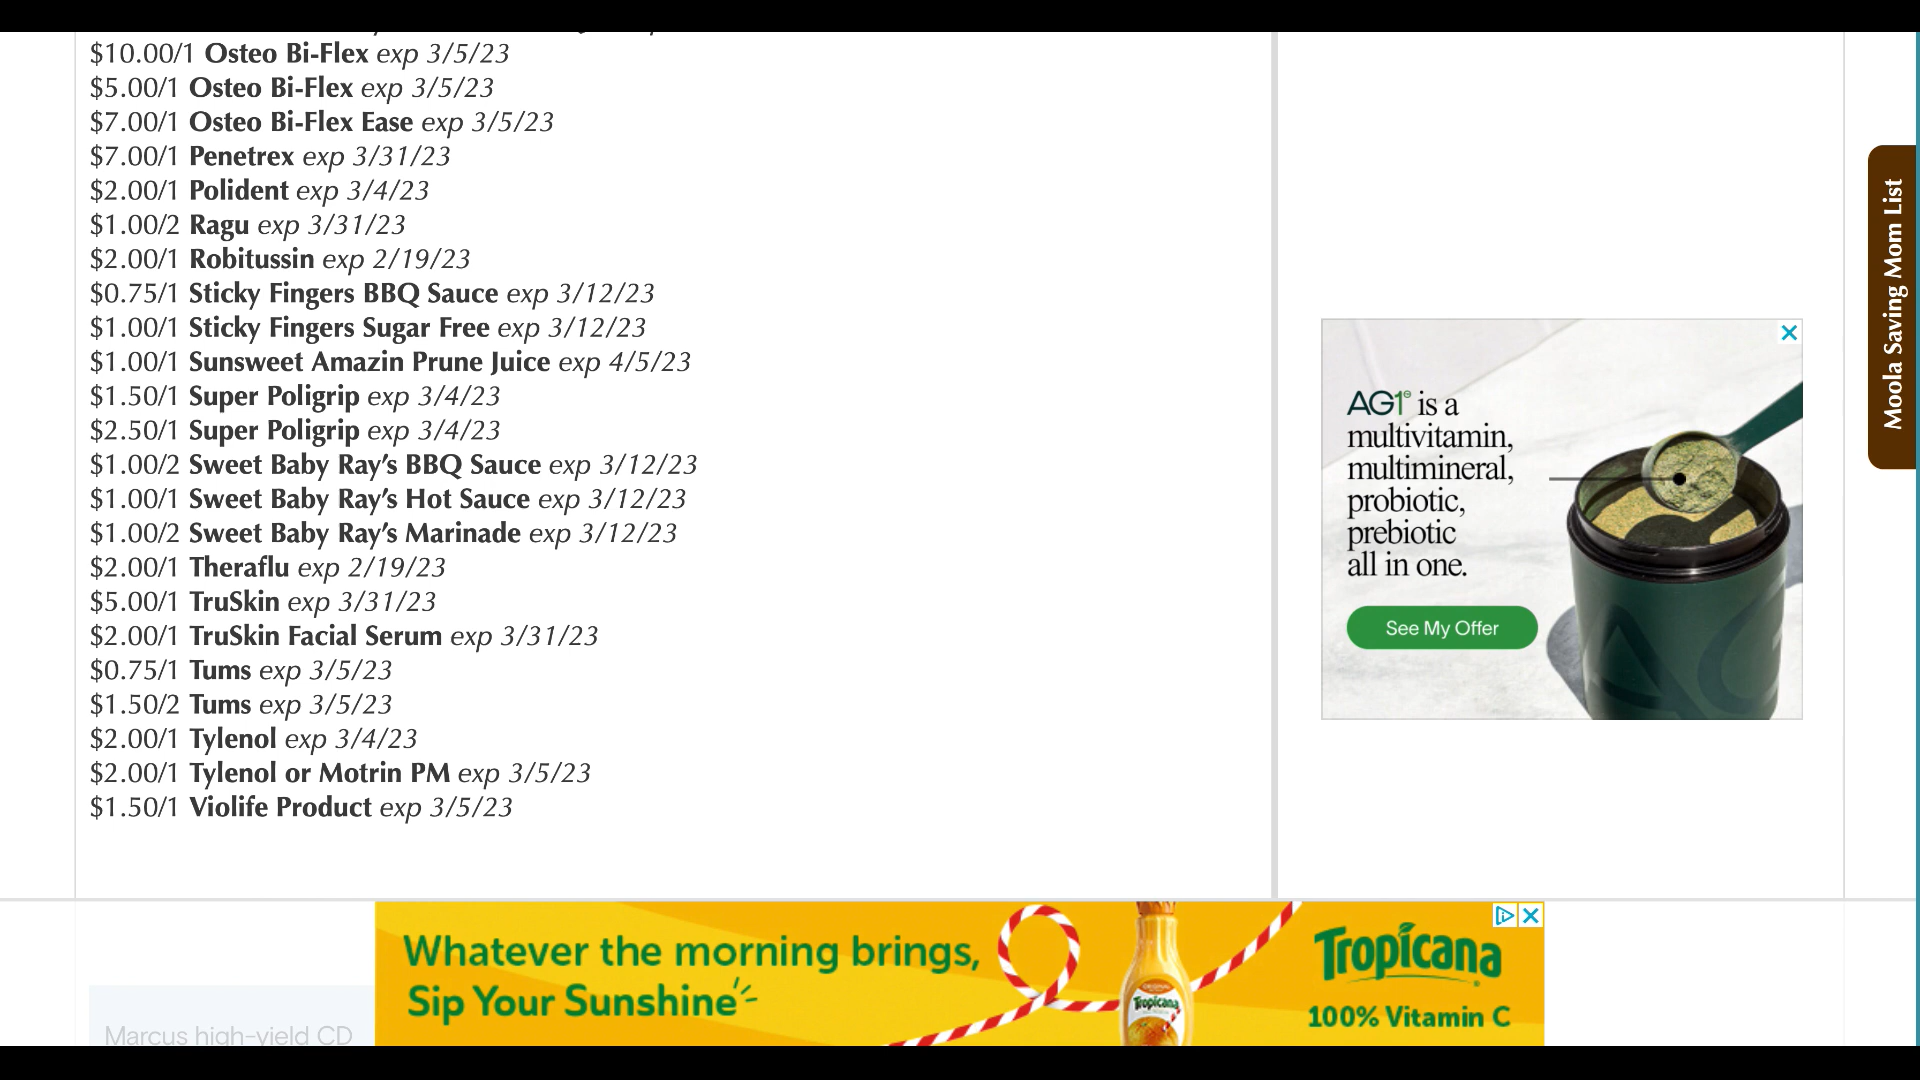 $10.00/1 Osteo Bi-Flex exp 3/5/23
$5.00/1 Osteo Bi-Flex exp 3/5/23
$7.00/1 Osteo Bi-Flex Ease exp 3/5/23
$7.00/1 Penetrex exp 3/31/23
$2.00/1 Polident exp 3/4/23
$1.00/2 Ragu exp 3/31/23
$2.00/1 Robitussin exp 2/19/23
$0.75/1 Sticky Fingers BBQ Sauce exp 3/12/23
$1.00/1 Sticky Fingers Sugar Free exp 3/12/23
$1.00/1 Sunsweet Amazin Prune Juice exp 4/5/23
$1.50/1 Super Poligrip exp 3/4/23
$2.50/1 Super Poligrip exp 3/4/23
$1.00/2 Sweet Baby Ray’s BBQ Sauce exp 3/12/23
$1.00/1 Sweet Baby Ray’s Hot Sauce exp 3/12/23
$1.00/2 Sweet Baby Ray’s Marinade exp 3/12/23
$2.00/1 Theraflu exp 2/19/23
$5.00/1 TruSkin exp 3/31/23
$2.00/1 TruSkin Facial Serum exp 3/31/23
$0.75/1 Tums exp 3/5/23
$1.50/2 Tums exp 3/5/23
$2.00/1 Tylenol exp 3/4/23
$2.00/1 Tylenol or Motrin PM exp 3/5/23
$1.50/1 Violife Product exp 3/5/23
AG1® is a
multivitamin,
multimineral,
probiotic,
prebiotic
all in one.
See My Offer
AG
Moola Saving Mom List
Whatever the morning brings,
Sip Your Sunshine
Tropicana
Tropicana
100% Vitamin C
Marcus high-yield CD